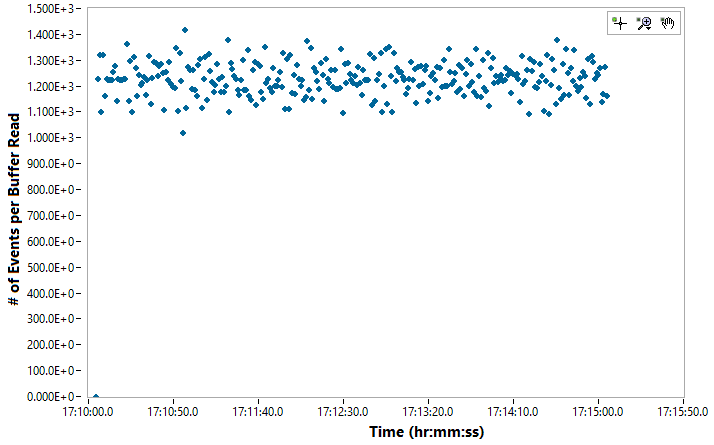 1.500E+3
1.400E+3
1.300E+3
1.200E+3
1.100E+3
1.000E+3
900.0E+0
800.0E+0
700.0E+0
600.0E+0
500.0E+0
400.0E+0
300.0E+0
200.0E+0
100.0E+0
0.000E+0
# of Events per Buffer Read
17:10:00.0 17:10:50.0 17:11:40.0 17:12:30.0 17:13:20.0 17:14:10.0 17:15:00.0 17:15:50.0
Time (hr:mm:ss)